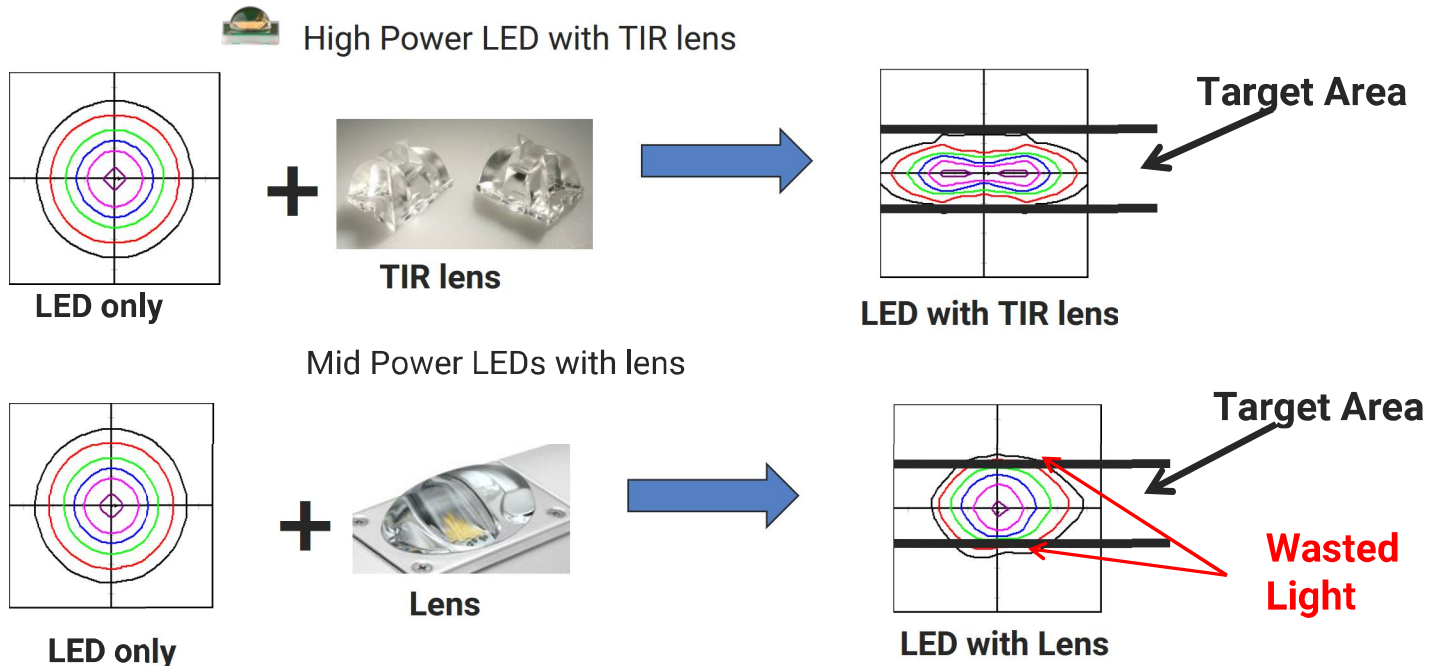 High Power LED with TIR lens
Target Area
+
TIR lens
LED only
LED with TIR lens
Mid Power LEDs with lens
Target Area
+
Wasted
Light
Lens
LED only
LED with Lens